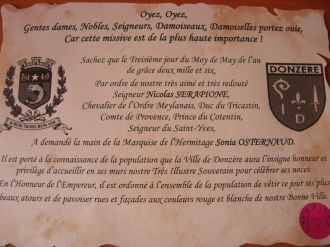 Oyez, Oyez,
Gentes dames, Nobles, Seigneurs, Damoiseaux, Damoiselles portez ouie,
Car cette missive est de la plus haute importance !
Sachez que le Treisième jour du Moy de May de l'an
de grâce deux mille et six,
Par ordre de nostre très aimé et très redouté
Seigneur Nicolas SERAPIONE,
Chevalier de l'Ordre Meylanais, Duc du Tricastin,
Comte de Provence, Prince du Cotentin,
Seigneur du Saint-Yves,
A demandé la main de la Marquise de l'Hermitage Sonia OSTERNAUD.
DONZERE
D
Il est porté à la connaissance de la population que la Ville de Donzère aura l'insigne honneur et
privilège d'accueillir en ses murs nostre Très Illustre Souverain pour célébrer ses noces.
En l'Honneur de l'Empereur, il est ordonné à l'ensemble de la population de vêtir ce jour ses plus
beaux atours et de pavoiser rues et façades aux couleurs rouge et blanche de nostre Bonne Ville.